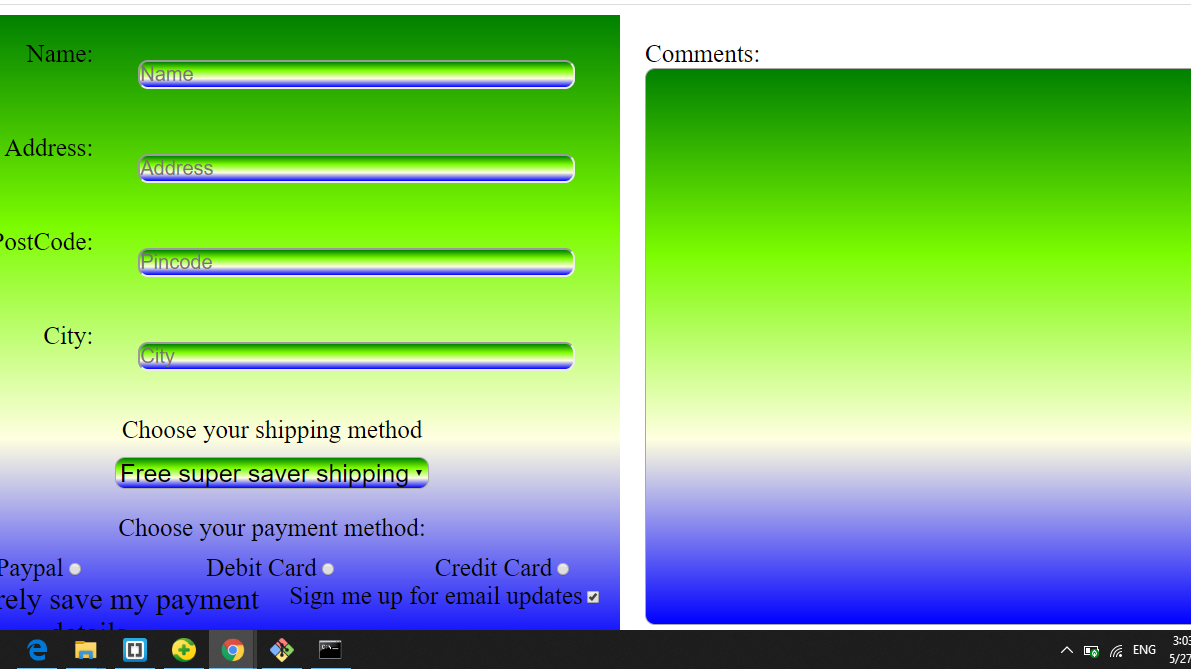 Name:
Name
Address:
Address
PostCode:
Pincode
City:
City
Choose your shipping method
Free super saver shipping
Choose your payment method:
Paypal
Debit Card
Credit Card
rely save my payment
details
Sign me up for email updates
Comments:
ENG
3:03
5/27